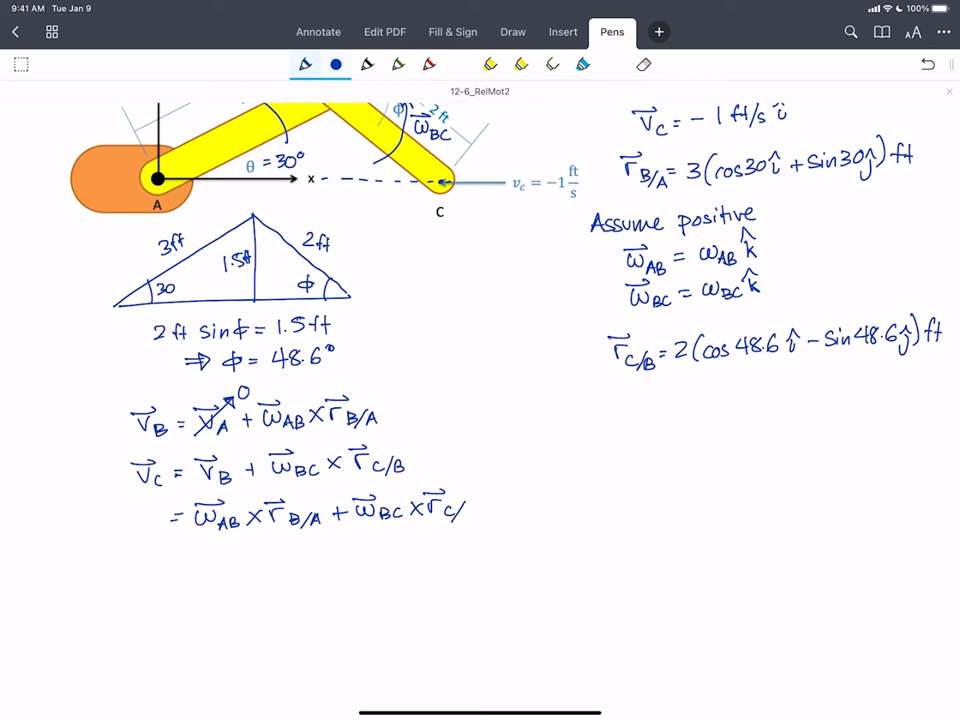 9:41 AM Tue Jan 9
100%
Annotate Edit PDF Fill & Sign Draw Insert Pens
AA
12-6_RelMot2
ϕ
2 ft
ω⃗BC
θ = 30°
x
A
C
v_c = −1 ft/s
3ft
2ft
1.5ft
30
ϕ
2 ft sinϕ = 1.5 ft
⇒ ϕ = 48.6°
V⃗B = V⃗A + ω⃗AB × r⃗B/A
0
V⃗C = V⃗B + ω⃗BC × r⃗C/B
= ω⃗AB × r⃗B/A + ω⃗BC × r⃗C/
V⃗C = − 1 ft/s î
r⃗B/A = 3(cos30 î + Sin30 ĵ) ft
Assume positive
ω⃗AB = ωAB k̂
ω⃗BC = ωBC k̂
r⃗C/B = 2(cos 48.6 î − Sin 48.6 ĵ) ft